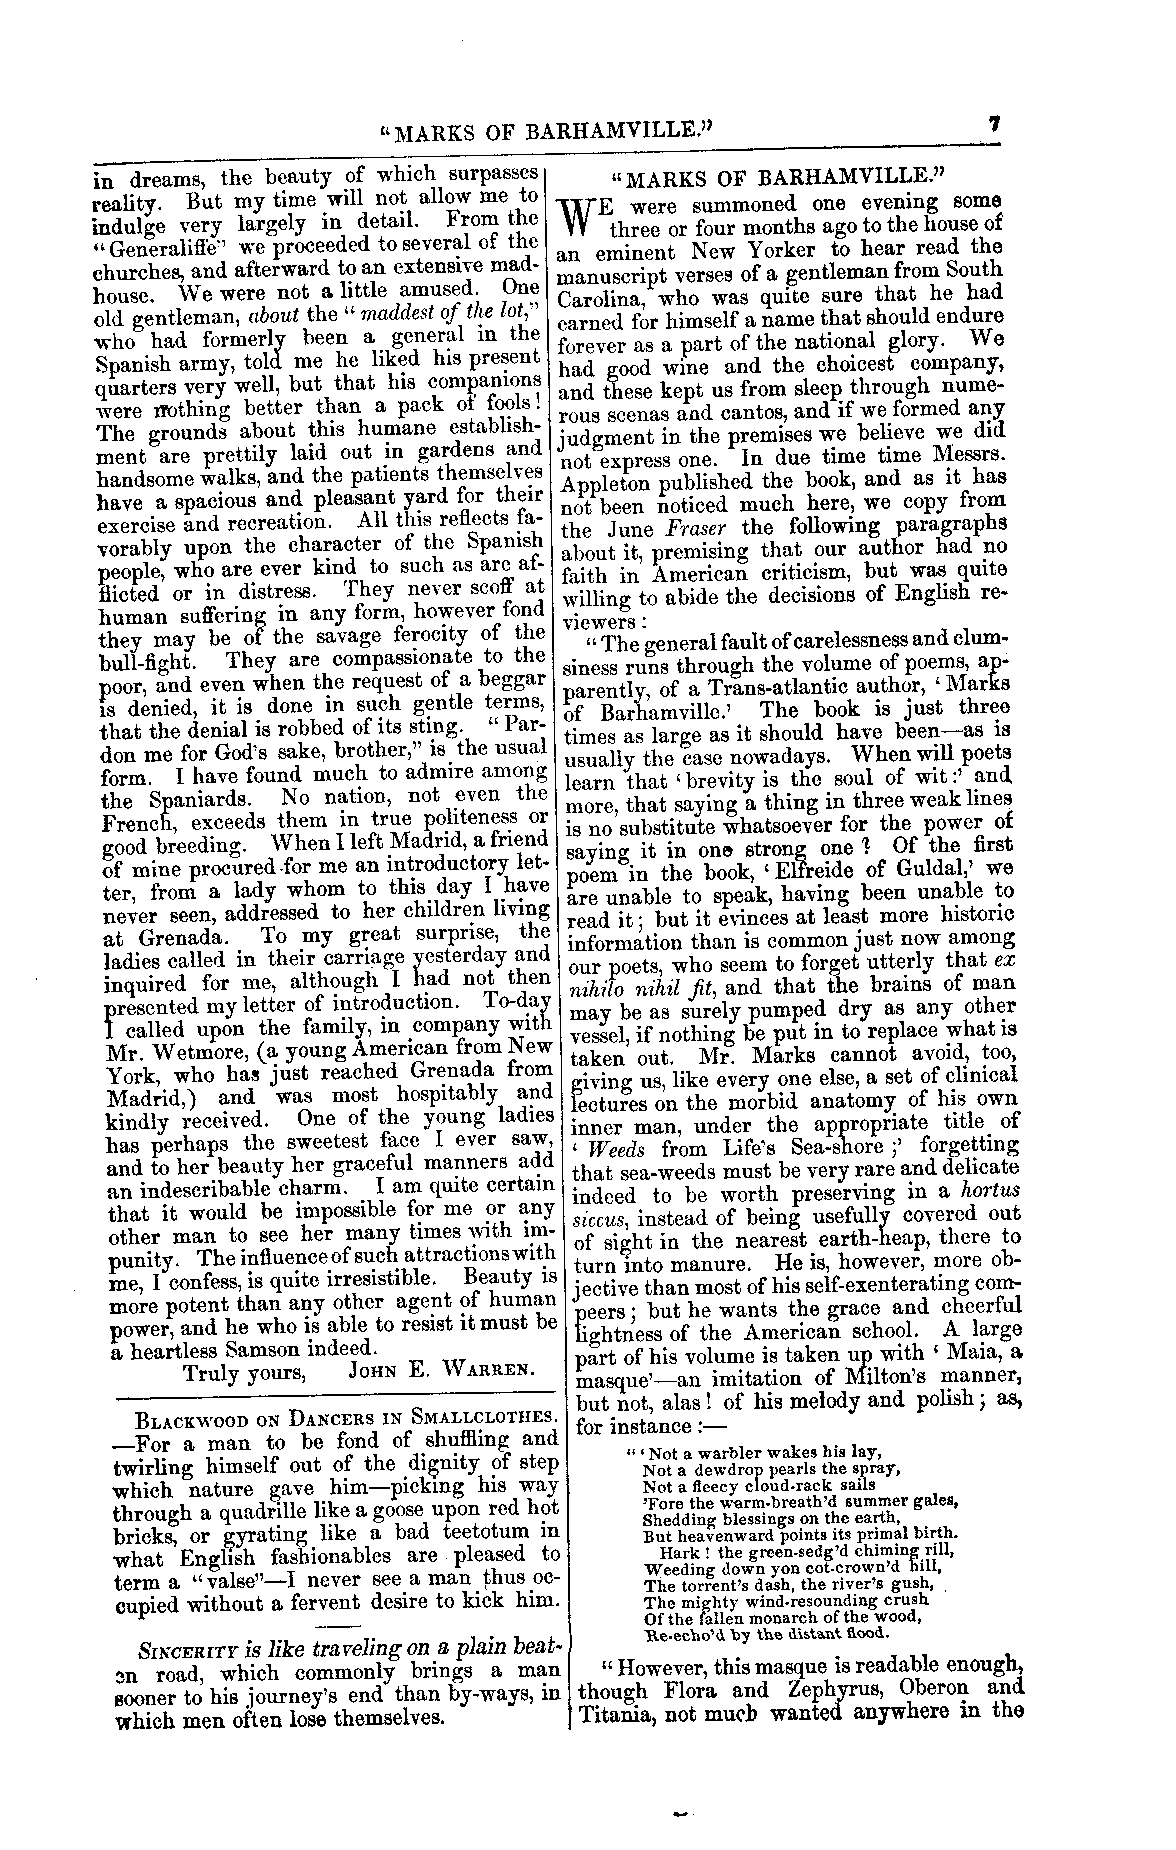 "MARKS OF BARHAMVILLE."
7
in dreams, the beauty of which surpasses
reality. But my time will not allow me to
indulge very largely in detail. From the
"Generaliffe" we proceeded to several of the
churches, and afterward to an extensive mad-
house. We were not a little amused. One
old gentleman, about the "maddest of the lot,"
who had formerly been a general in the
Spanish army, told me he liked his present
quarters very well, but that his companions
were nothing better than a pack of fools!
The grounds about this humane establish-
ment are prettily laid out in gardens and
handsome walks, and the patients themselves
have a spacious and pleasant yard for their
exercise and recreation. All this reflects fa-
vorably upon the character of the Spanish
people, who are ever kind to such as are af-
flicted or in distress. They never scoff at
human suffering in any form, however fond
they may be of the savage ferocity of the
bull-fight. They are compassionate to the
poor, and even when the request of a beggar
is denied, it is done in such gentle terms,
that the denial is robbed of its sting. "Par-
don me for God's sake, brother," is the usual
form. I have found much to admire among
the Spaniards. No nation, not even the
French, exceeds them in true politeness or
good breeding. When I left Madrid, a friend
of mine procured for me an introductory let-
ter, from a lady whom to this day I have
never seen, addressed to her children living
at Grenada. To my great surprise, the
ladies called in their carriage yesterday and
inquired for me, although I had not then
presented my letter of introduction. To-day
I called upon the family, in company with
Mr. Wetmore, (a young American from New
York, who has just reached Grenada from
Madrid,) and was most hospitably and
kindly received. One of the young ladies
has perhaps the sweetest face I ever saw,
and to her beauty her graceful manners add
an indescribable charm. I am quite certain
that it would be impossible for me or any
other man to see her many times with im-
punity. The influence of such attractions with
me, I confess, is quite irresistible. Beauty is
more potent than any other agent of human
power, and he who is able to resist it must be
a heartless Samson indeed.
Truly yours, JOHN E. WARREN.
BLACKWOOD ON DANCERS IN SMALLCLOTHES.
—For a man to be fond of shuffling and
twirling himself out of the dignity of step
which nature gave him—picking his way
through a quadrille like a goose upon red hot
bricks, or gyrating like a bad teetotum in
what English fashionables are pleased to
term a "valse"—I never see a man thus oc-
cupied without a fervent desire to kick him.
SINCERITY is like traveling on a plain beat-
en road, which commonly brings a man
sooner to his journey's end than by-ways, in
which men often lose themselves.
"MARKS OF BARHAMVILLE."
WE were summoned one evening some
three or four months ago to the house of
an eminent New Yorker to hear read the
manuscript verses of a gentleman from South
Carolina, who was quite sure that he had
earned for himself a name that should endure
forever as a part of the national glory. We
had good wine and the choicest company,
and these kept us from sleep through nume-
rous scenas and cantos, and if we formed any
judgment in the premises we believe we did
not express one. In due time time Messrs.
Appleton published the book, and as it has
not been noticed much here, we copy from
the June Fraser the following paragraphs
about it, premising that our author had no
faith in American criticism, but was quite
willing to abide the decisions of English re-
viewers:
"The general fault of carelessness and clum-
siness runs through the volume of poems, ap-
parently, of a Trans-atlantic author, 'Marks
of Barhamville.' The book is just three
times as large as it should have been—as is
usually the case nowadays. When will poets
learn that 'brevity is the soul of wit:' and
more, that saying a thing in three weak lines
is no substitute whatsoever for the power of
saying it in one strong one? Of the first
poem in the book, 'Elfreide of Guldal,' we
are unable to speak, having been unable to
read it; but it evinces at least more historic
information than is common just now among
our poets, who seem to forget utterly that ex
nihilo nihil fit, and that the brains of man
may be as surely pumped dry as any other
vessel, if nothing be put in to replace what is
taken out. Mr. Marks cannot avoid, too,
giving us, like every one else, a set of clinical
lectures on the morbid anatomy of his own
inner man, under the appropriate title of
'Weeds from Life's Sea-shore;' forgetting
that sea-weeds must be very rare and delicate
indeed to be worth preserving in a hortus
siccus, instead of being usefully covered out
of sight in the nearest earth-heap, there to
turn into manure. He is, however, more ob-
jective than most of his self-exenterating com-
peers; but he wants the grace and cheerful
lightness of the American school. A large
part of his volume is taken up with 'Maia, a
masque'—an imitation of Milton's manner,
but not, alas! of his melody and polish; as,
for instance:—
"'Not a warbler wakes his lay,
Not a dewdrop pearls the spray,
Not a fleecy cloud-rack sails
'Fore the warm-breath'd summer gales,
Shedding blessings on the earth,
But heavenward points its primal birth.
Hark! the green-sedg'd chiming rill,
Weeding down yon cot-crown'd hill,
The torrent's dash, the river's gush,
The mighty wind-resounding crush
Of the fallen monarch of the wood,
Re-echo'd by the distant flood.
"However, this masque is readable enough,
though Flora and Zephyrus, Oberon and
Titania, not much wanted anywhere in the